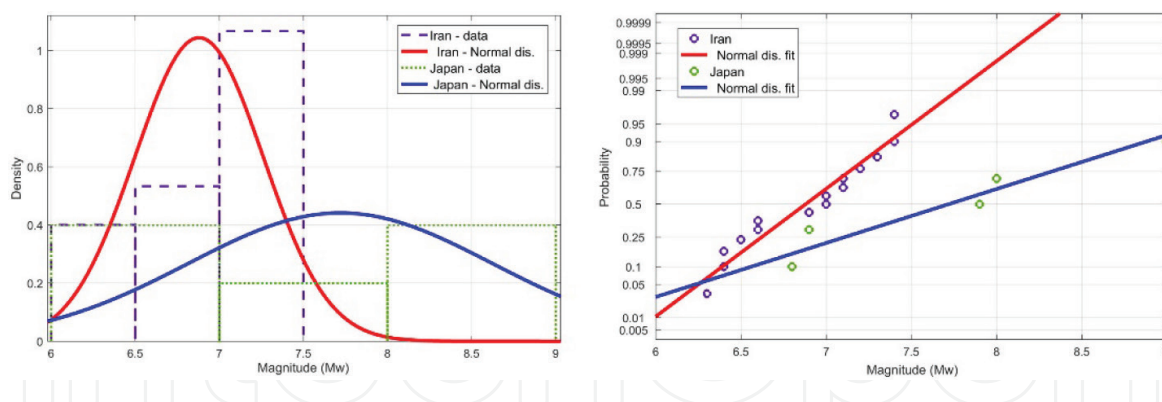 Iran - data
Iran - Normal dis.
Japan - data
Japan - Normal dis.
Density
1
0.8
0.6
0.4
0.2
0
6
6.5
7
7.5
8
8.5
9
Magnitude (Mw)
Iran
Normal dis. fit
Japan
Normal dis. fit
Probability
0.9999
0.9995
0.999
0.995
0.99
0.95
0.9
0.75
0.5
0.25
0.1
0.05
0.01
0.005
6
6.5
7
7.5
8
8.5
Magnitude (Mw)